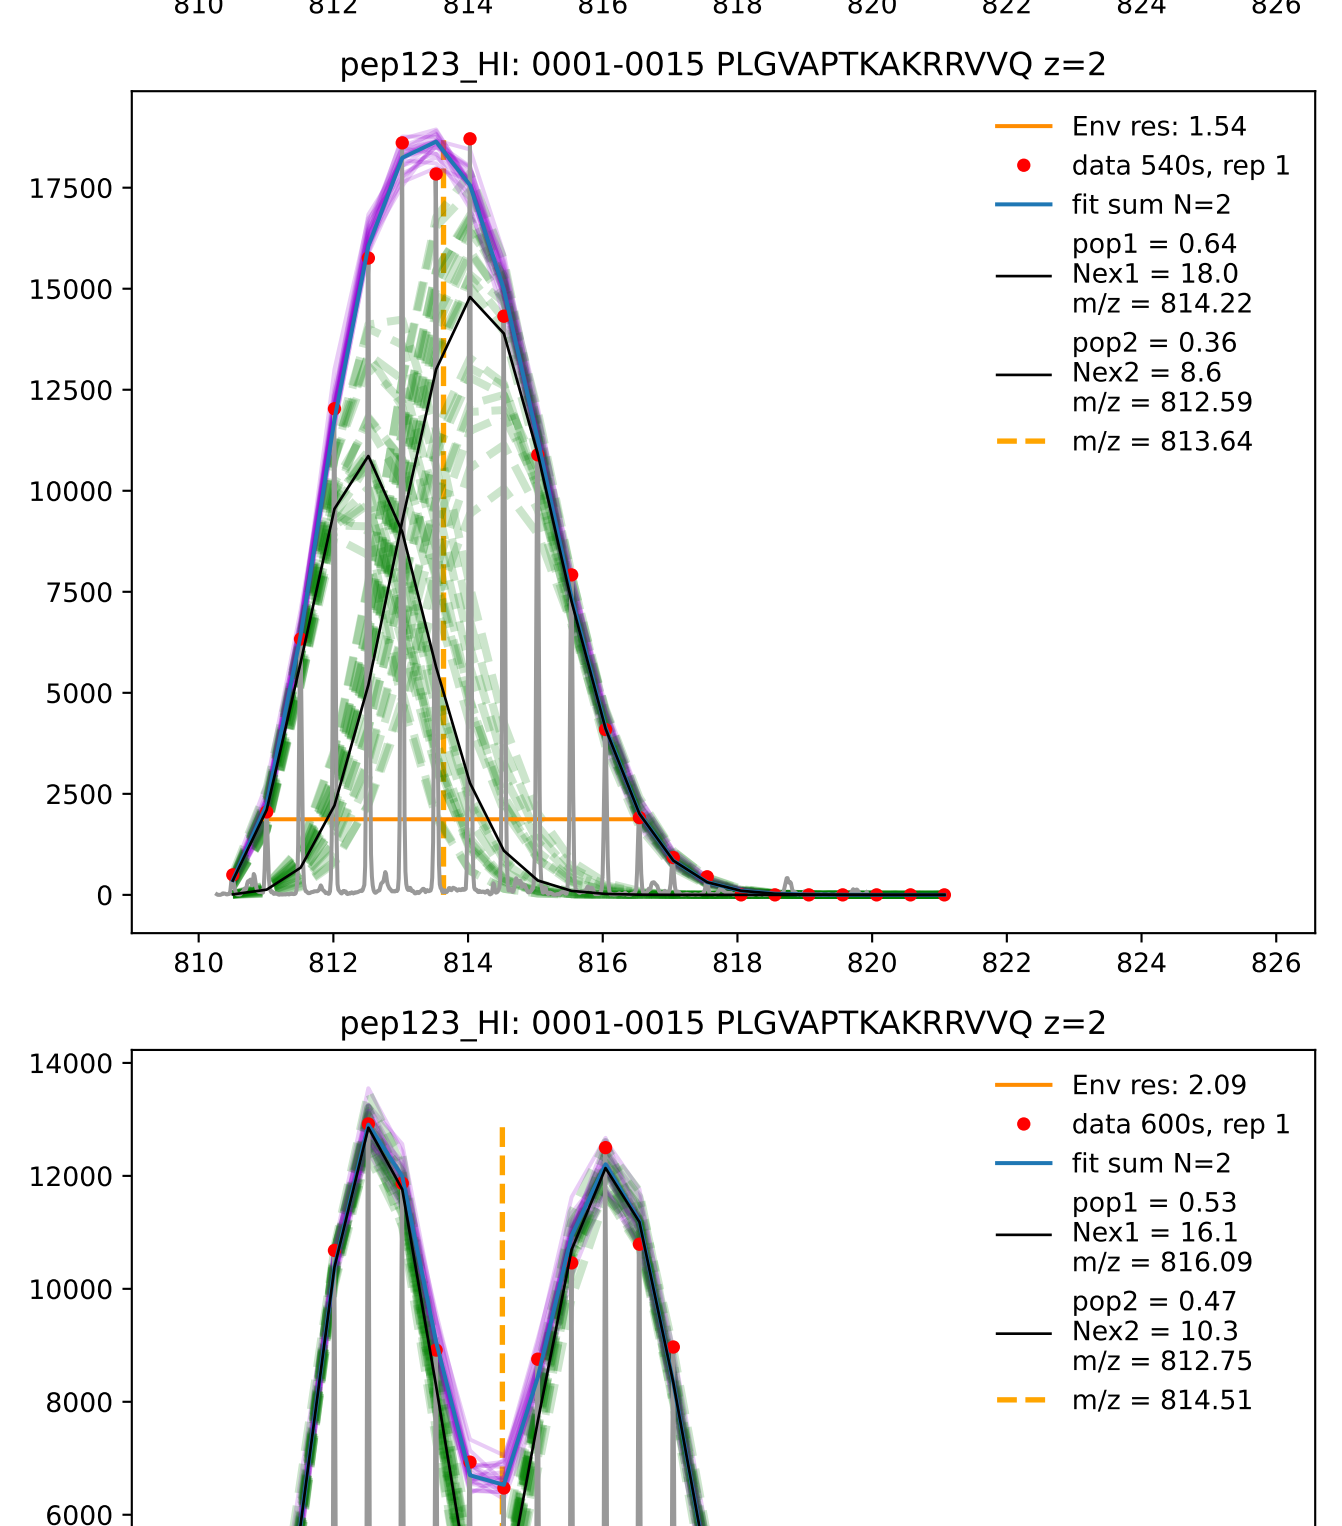 810 812 814 816 818 820 822 824 826
pep123_HI: 0001-0015 PLGVAPTKAKRRVVQ z=2
Env res: 1.54
data 540s, rep 1
fit sum N=2
pop1 = 0.64
Nex1 = 18.0
m/z = 814.22
pop2 = 0.36
Nex2 = 8.6
m/z = 812.59
m/z = 813.64
17500
15000
12500
10000
7500
5000
2500
0
810 812 814 816 818 820 822 824 826
pep123_HI: 0001-0015 PLGVAPTKAKRRVVQ z=2
Env res: 2.09
data 600s, rep 1
fit sum N=2
pop1 = 0.53
Nex1 = 16.1
m/z = 816.09
pop2 = 0.47
Nex2 = 10.3
m/z = 812.75
m/z = 814.51
14000
12000
10000
8000
6000